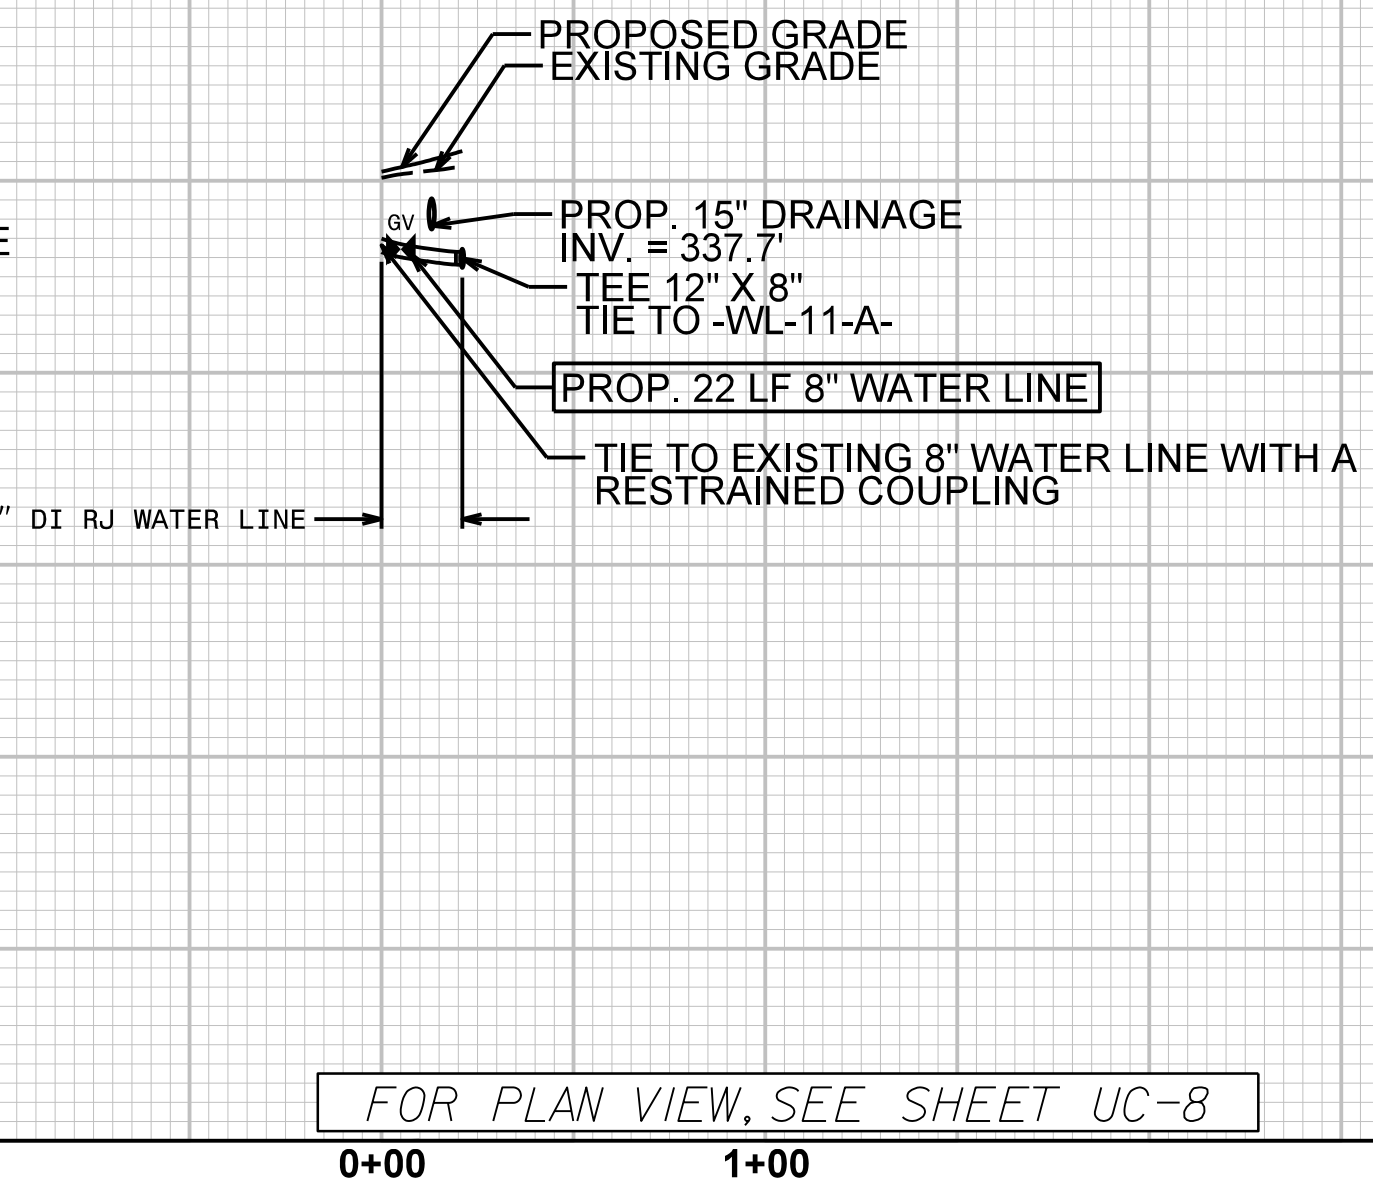 PROPOSED GRADE
EXISTING GRADE
GV
PROP. 15" DRAINAGE
INV. = 337.7'
TEE 12" X 8"
TIE TO -WL-11-A-
PROP. 22 LF 8" WATER LINE
TIE TO EXISTING 8" WATER LINE WITH A
RESTRAINED COUPLING
" DI RJ WATER LINE
FOR PLAN VIEW, SEE SHEET UC-8
0+00 1+00